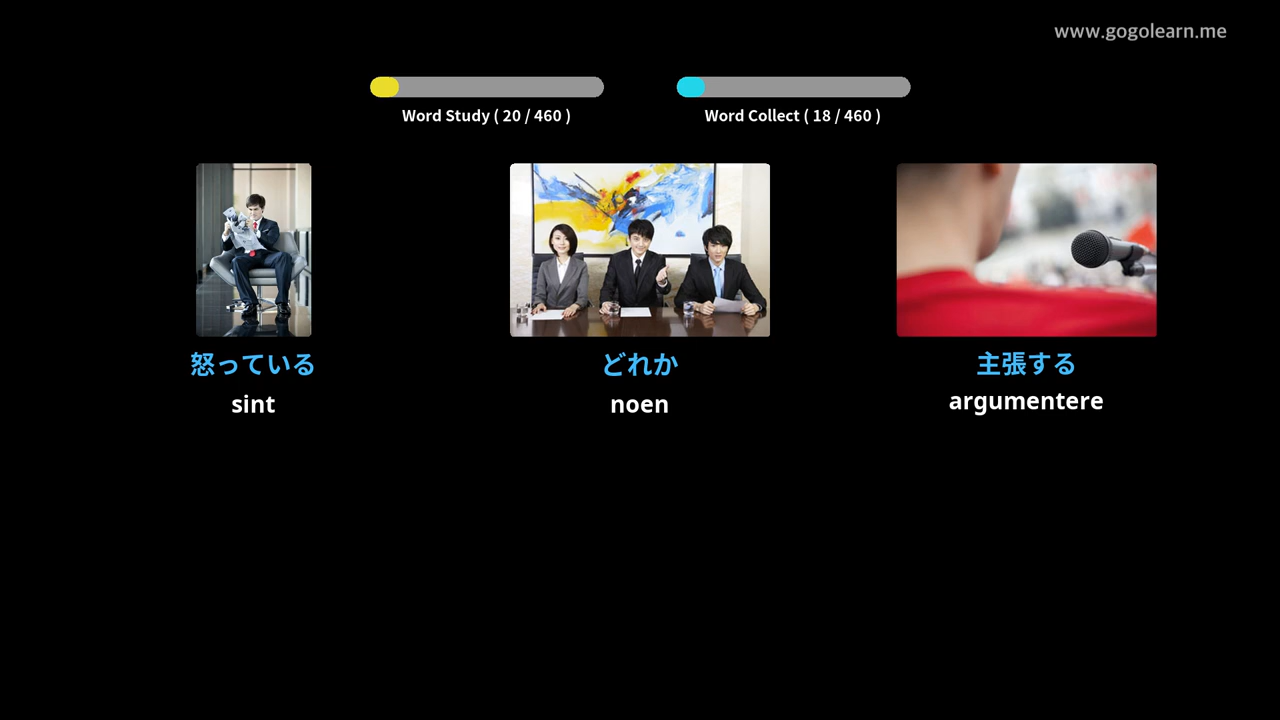 www.gogolearn.me
Word Study ( 20 / 460 )
Word Collect ( 18 / 460 )
怒っている
どれか
主張する
sint
noen
argumentere